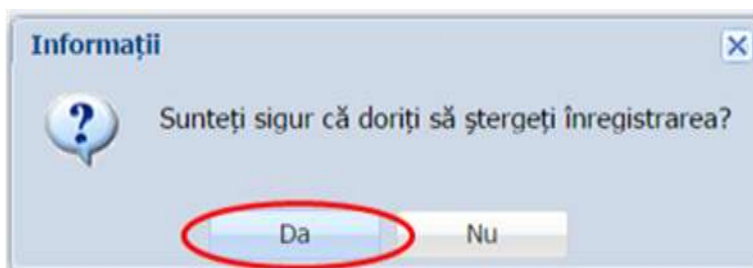 Informații
Sunteți sigur că doriți să ștergeți înregistrarea?
Da Nu